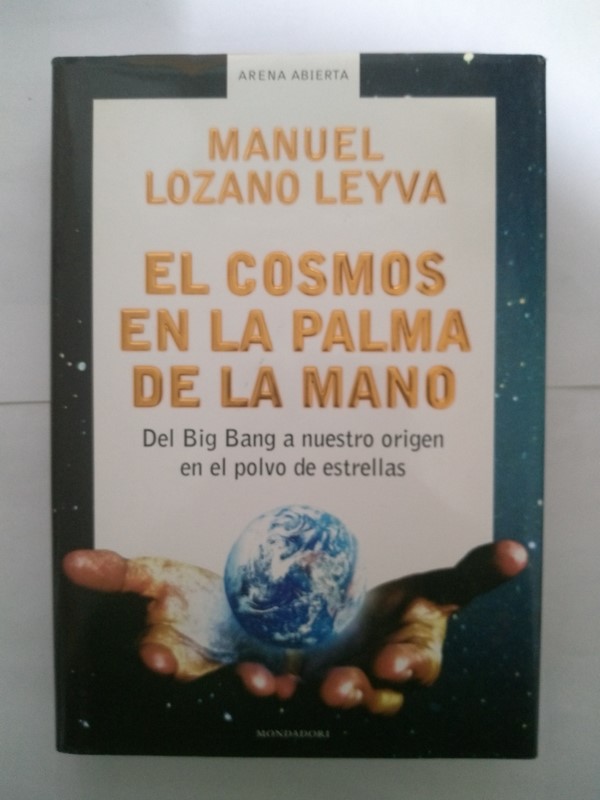 ARENA ABIERTA
MANUEL
LOZANO LEYVA
EL COSMOS
EN LA PALMA
DE LA MANO
Del Big Bang a nuestro origen
en el polvo de estrellas
MONDADORI